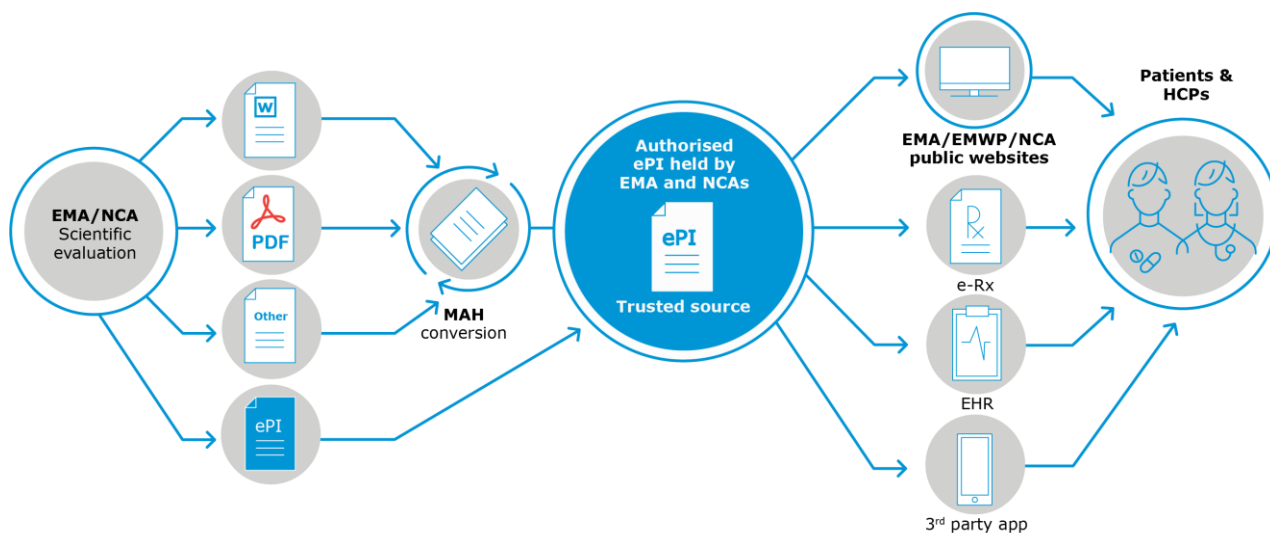 EMA/NCA
Scientific
evaluation
W
PDF
Other
ePI
MAH
conversion
Authorised
ePI held by
EMA and NCAs
ePI
Trusted source
EMA/EMWP/NCA
public websites
Rx
e-Rx
EHR
3rd party app
Patients &
HCPs